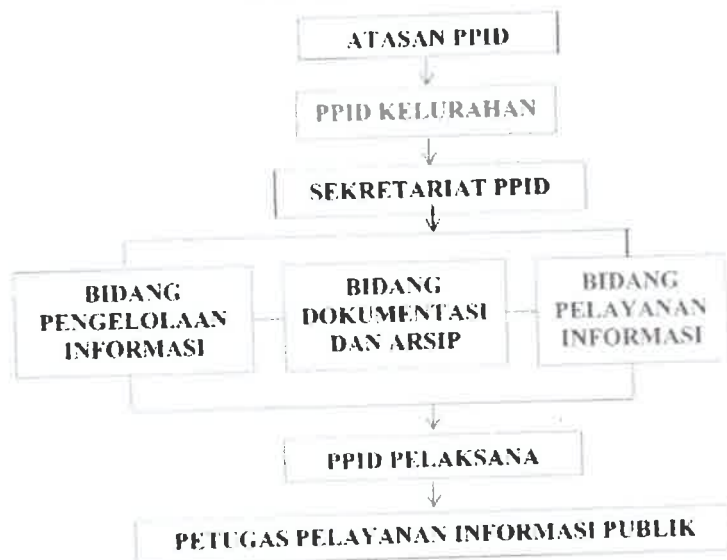 ATASAN PPID
PPID KELURAHAN
SEKRETARIAT PPID
BIDANG
PENGELOLAAN
INFORMASI
BIDANG
DOKUMENTASI
DAN ARSIP
BIDANG
PELAYANAN
INFORMASI
PPID PELAKSANA
PETUGAS PELAYANAN INFORMASI PUBLIK